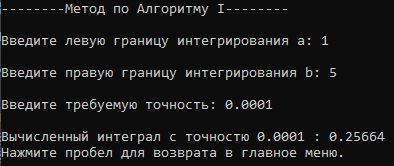 --------Метод по Алгоритму I--------
Введите левую границу интегрирования a: 1
Введите правую границу интегрирования b: 5
Введите требуемую точность: 0.0001
Вычисленный интеграл с точностю 0.0001 : 0.25664
Нажмите пробел для возврата в главное меню.